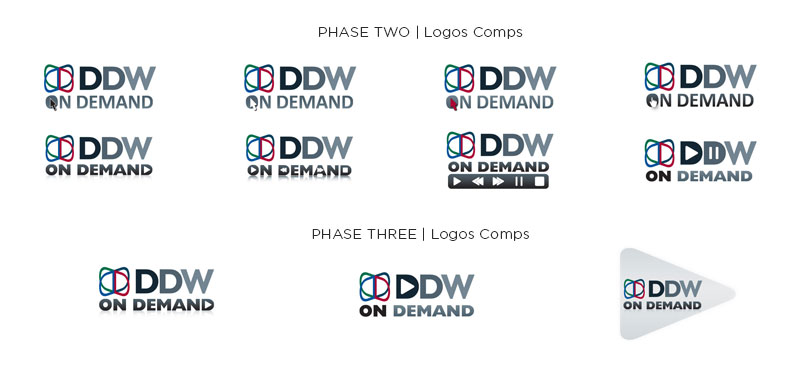 PHASE TWO | Logos Comps
DDW DDW DDW DDW
ON DEMAND ON DEMAND ON DEMAND ON DEMAND
DDW DDW DDW DDW
ON DEMAND ON DEMAND ON DEMAND ON DEMAND
PHASE THREE | Logos Comps
DDW DDW DDW
ON DEMAND ON DEMAND ON DEMAND